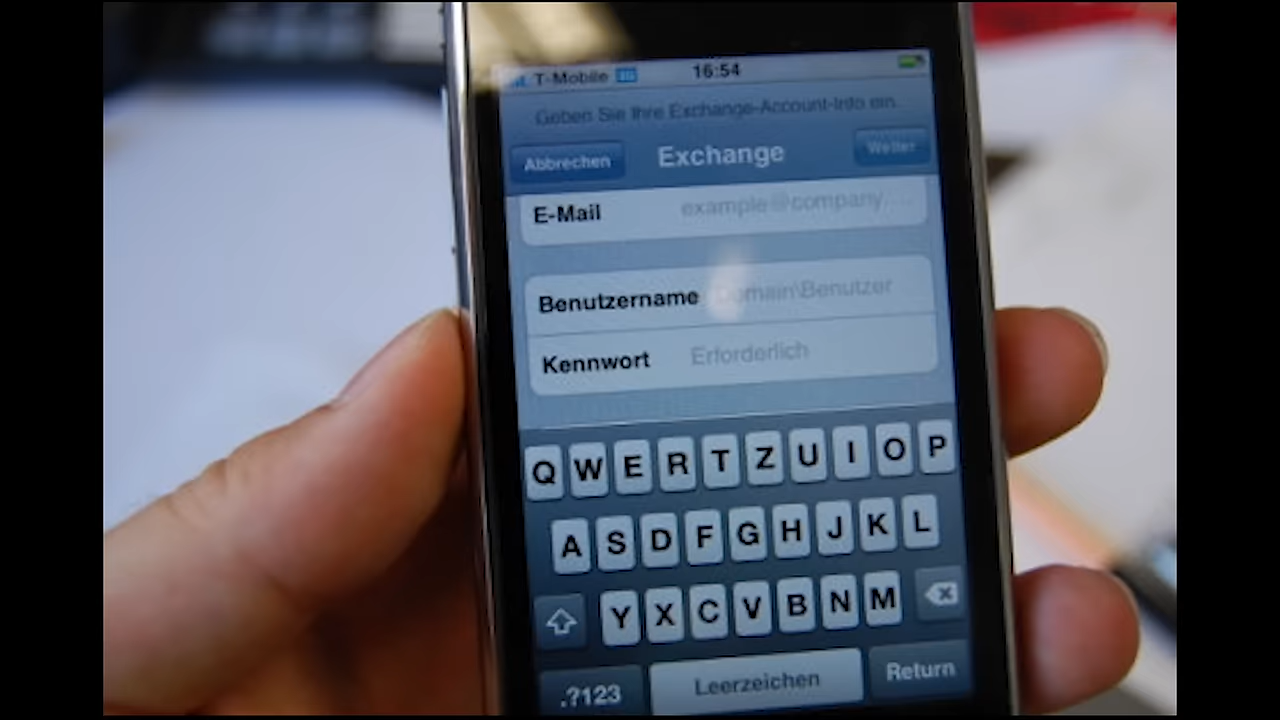 T-Mobile 16:54
Geben Sie Ihre Exchange-Account-Info ein.
Abbrechen Exchange Weiter
E-Mail example@company....
Benutzername Domain\Benutzer
Kennwort Erforderlich
Q W E R T Z U I O P
A S D F G H J K L
Y X C V B N M
.?123 Leerzeichen Return